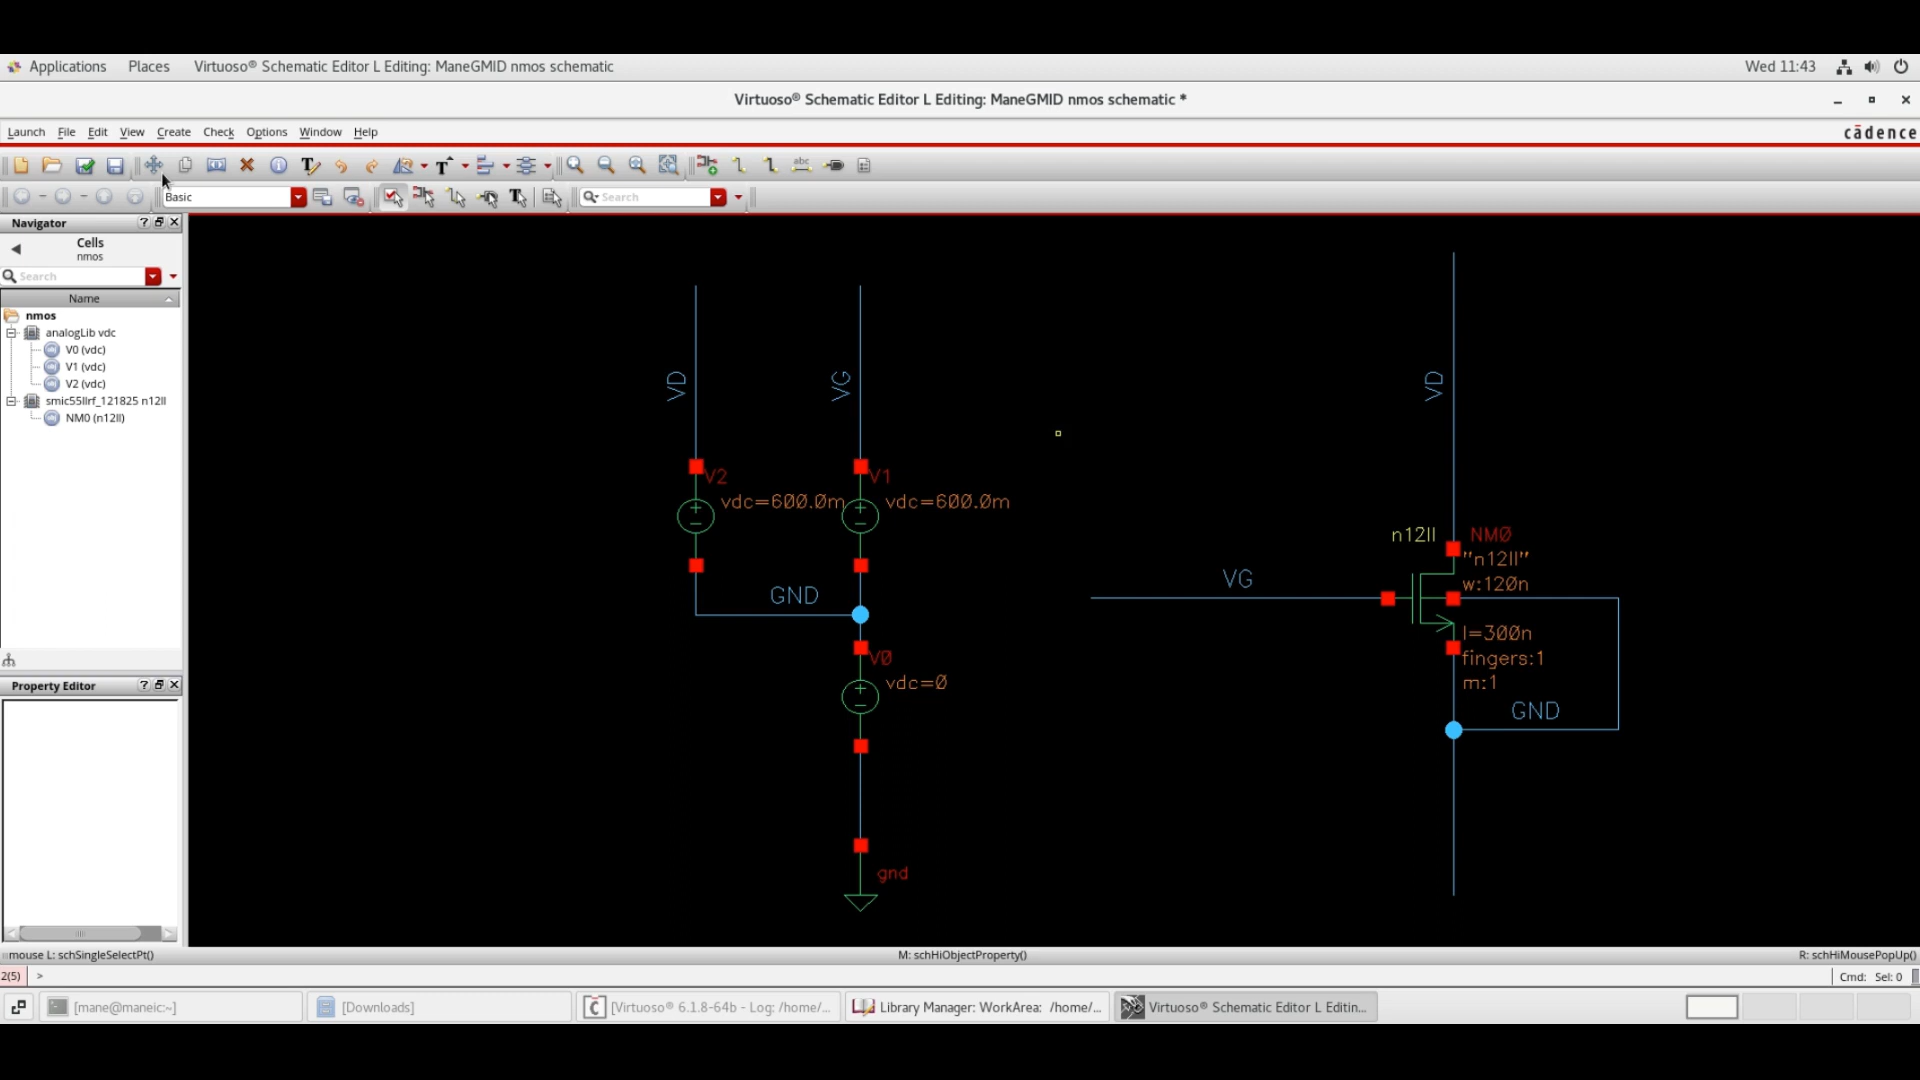 Applications Places Virtuoso® Schematic Editor L Editing: ManeGMID nmos schematic Wed 11:43
Virtuoso® Schematic Editor L Editing: ManeGMID nmos schematic *
Launch File Edit View Create Check Options Window Help cādence
Basic Search
Navigator
Cells
nmos
Search
Name
nmos
analogLib vdc
V0 (vdc)
V1 (vdc)
V2 (vdc)
smic55llrf_121825 n12ll
NM0 (n12ll)
Property Editor
VD
VG
VD
V2
vdc=600.0m
V1
vdc=600.0m
GND
V0
vdc=0
gnd
VG
n12ll
NM0
"n12ll"
w:120n
l=300n
fingers:1
m:1
GND
mouse L: schSingleSelectPt() M: schHiObjectProperty() R: schHiMousePopUp()
2(5) > Cmd: Sel: 0
[mane@maneic:~] [Downloads] [Virtuoso® 6.1.8-64b - Log: /home/... Library Manager: WorkArea: /home/... Virtuoso® Schematic Editor L Editin...